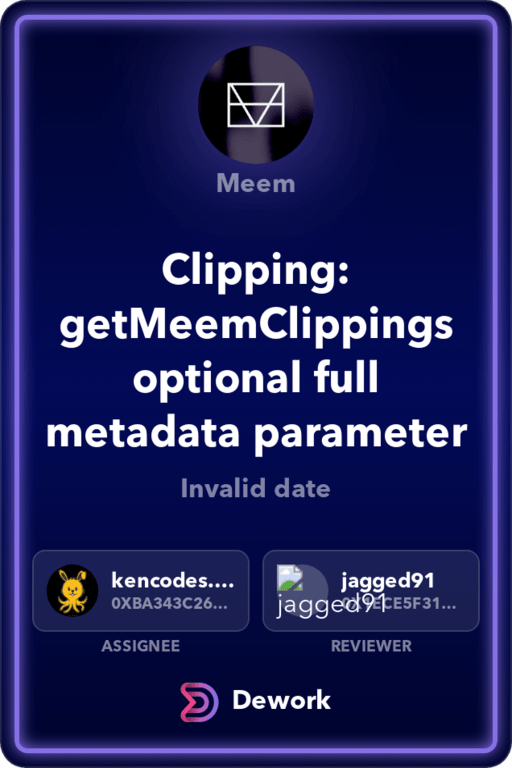 Meem
Clipping:
getMeemClippings
optional full
metadata parameter
Invalid date
kencodes....
0XBA343C26...
ASSIGNEE
jagged91
jagged91
REVIEWER
Dework